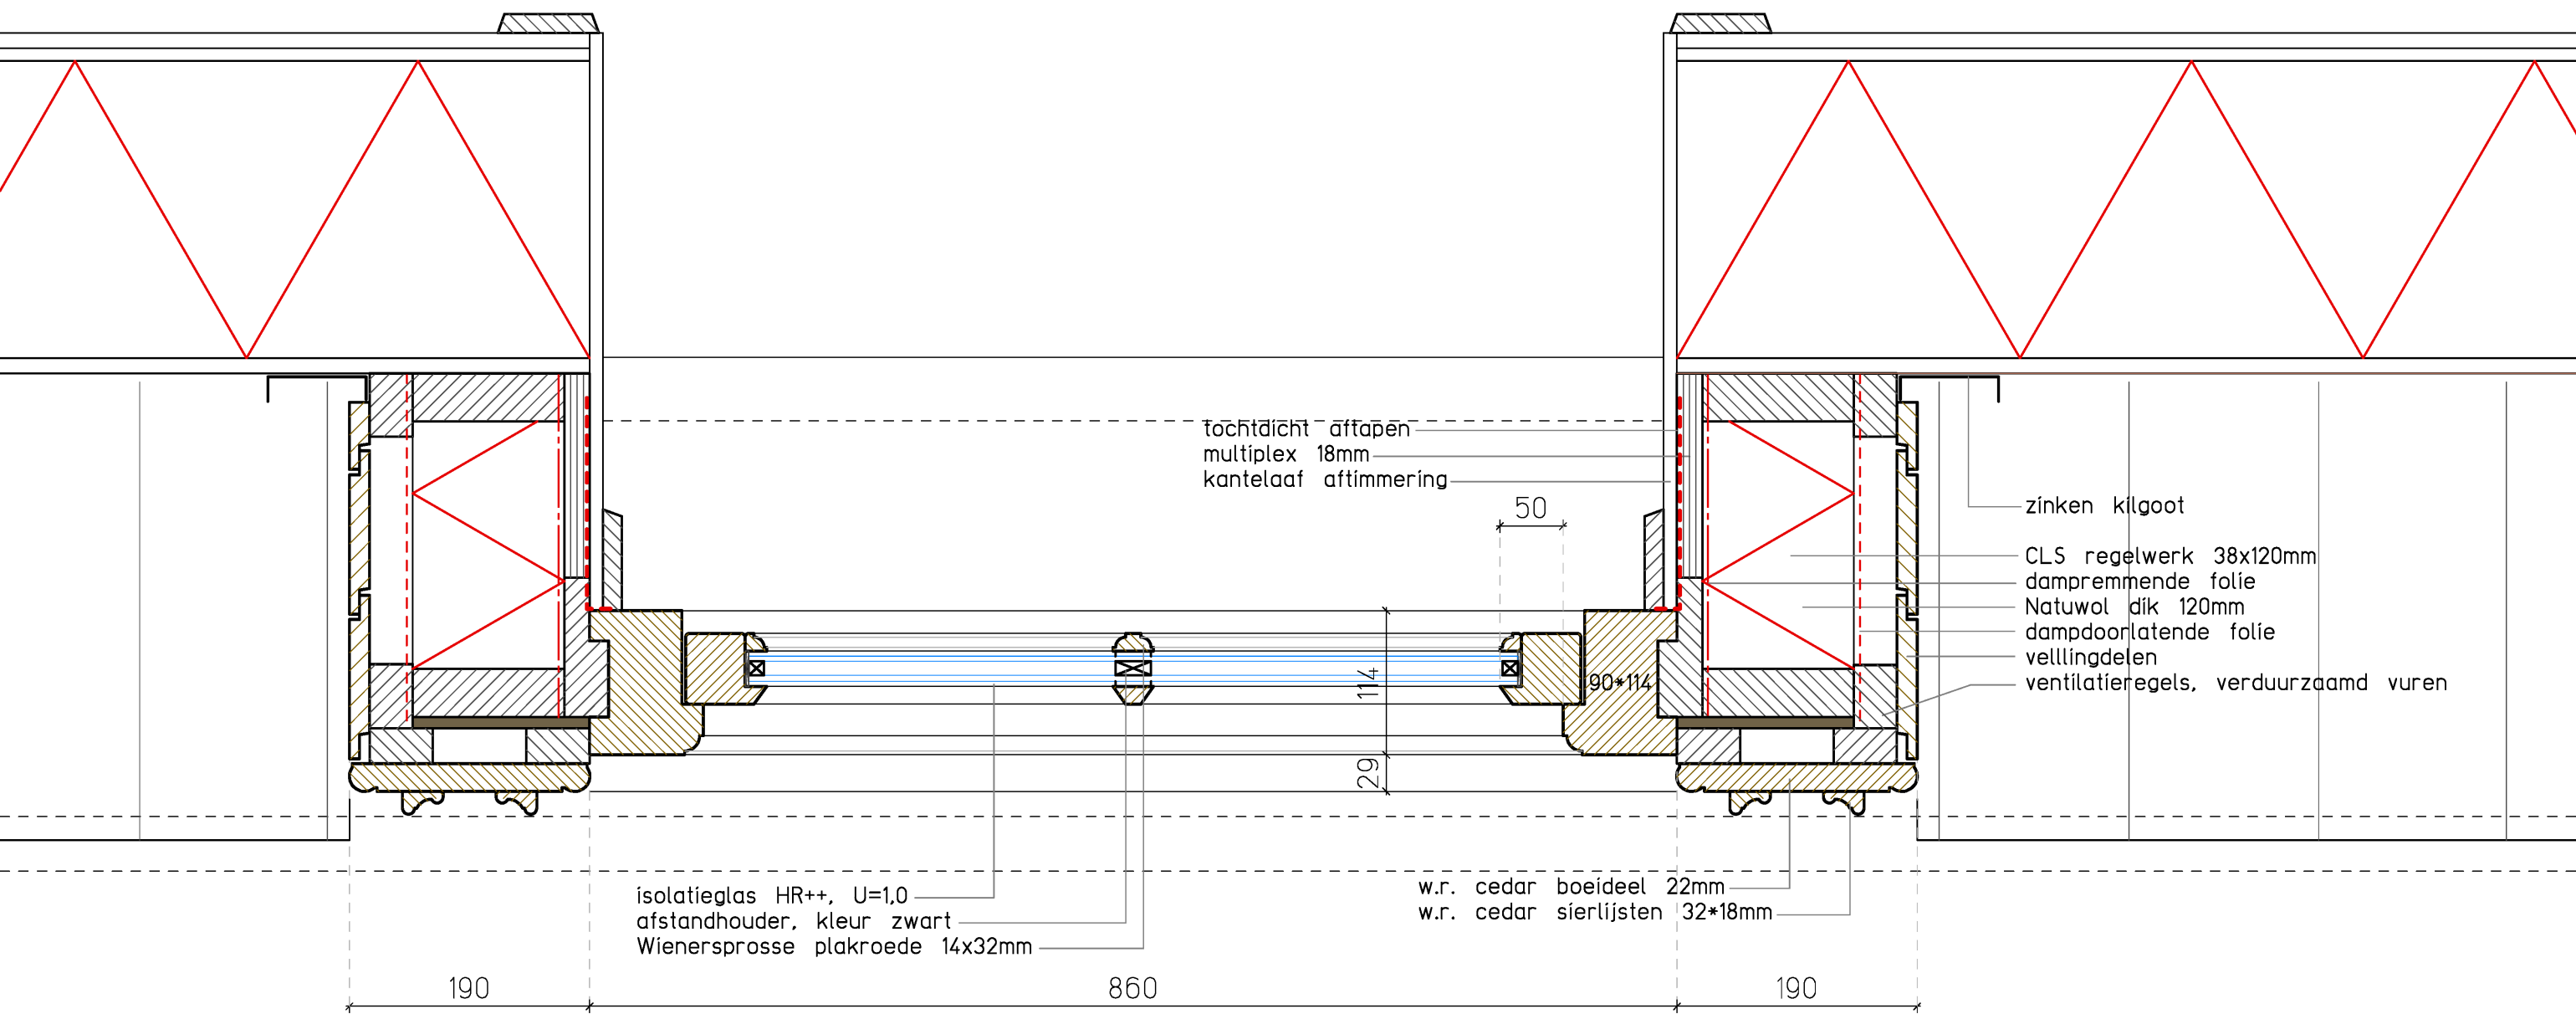 tochtdicht aftapen
multiplex 18mm
kantelaaf aftimmering
50
zinken kilgoot
CLS regelwerk 38x120mm
dampremmende folie
Natuwol dik 120mm
dampdoorlatende folie
velllingdelen
ventilatieregels, verduurzaamd vuren
90*114
114
29
isolatieglas HR++, U=1,0
afstandhouder, kleur zwart
Wienersprosse plakroede 14x32mm
w.r. cedar boeideel 22mm
w.r. cedar sierlijsten 32*18mm
190
860
190